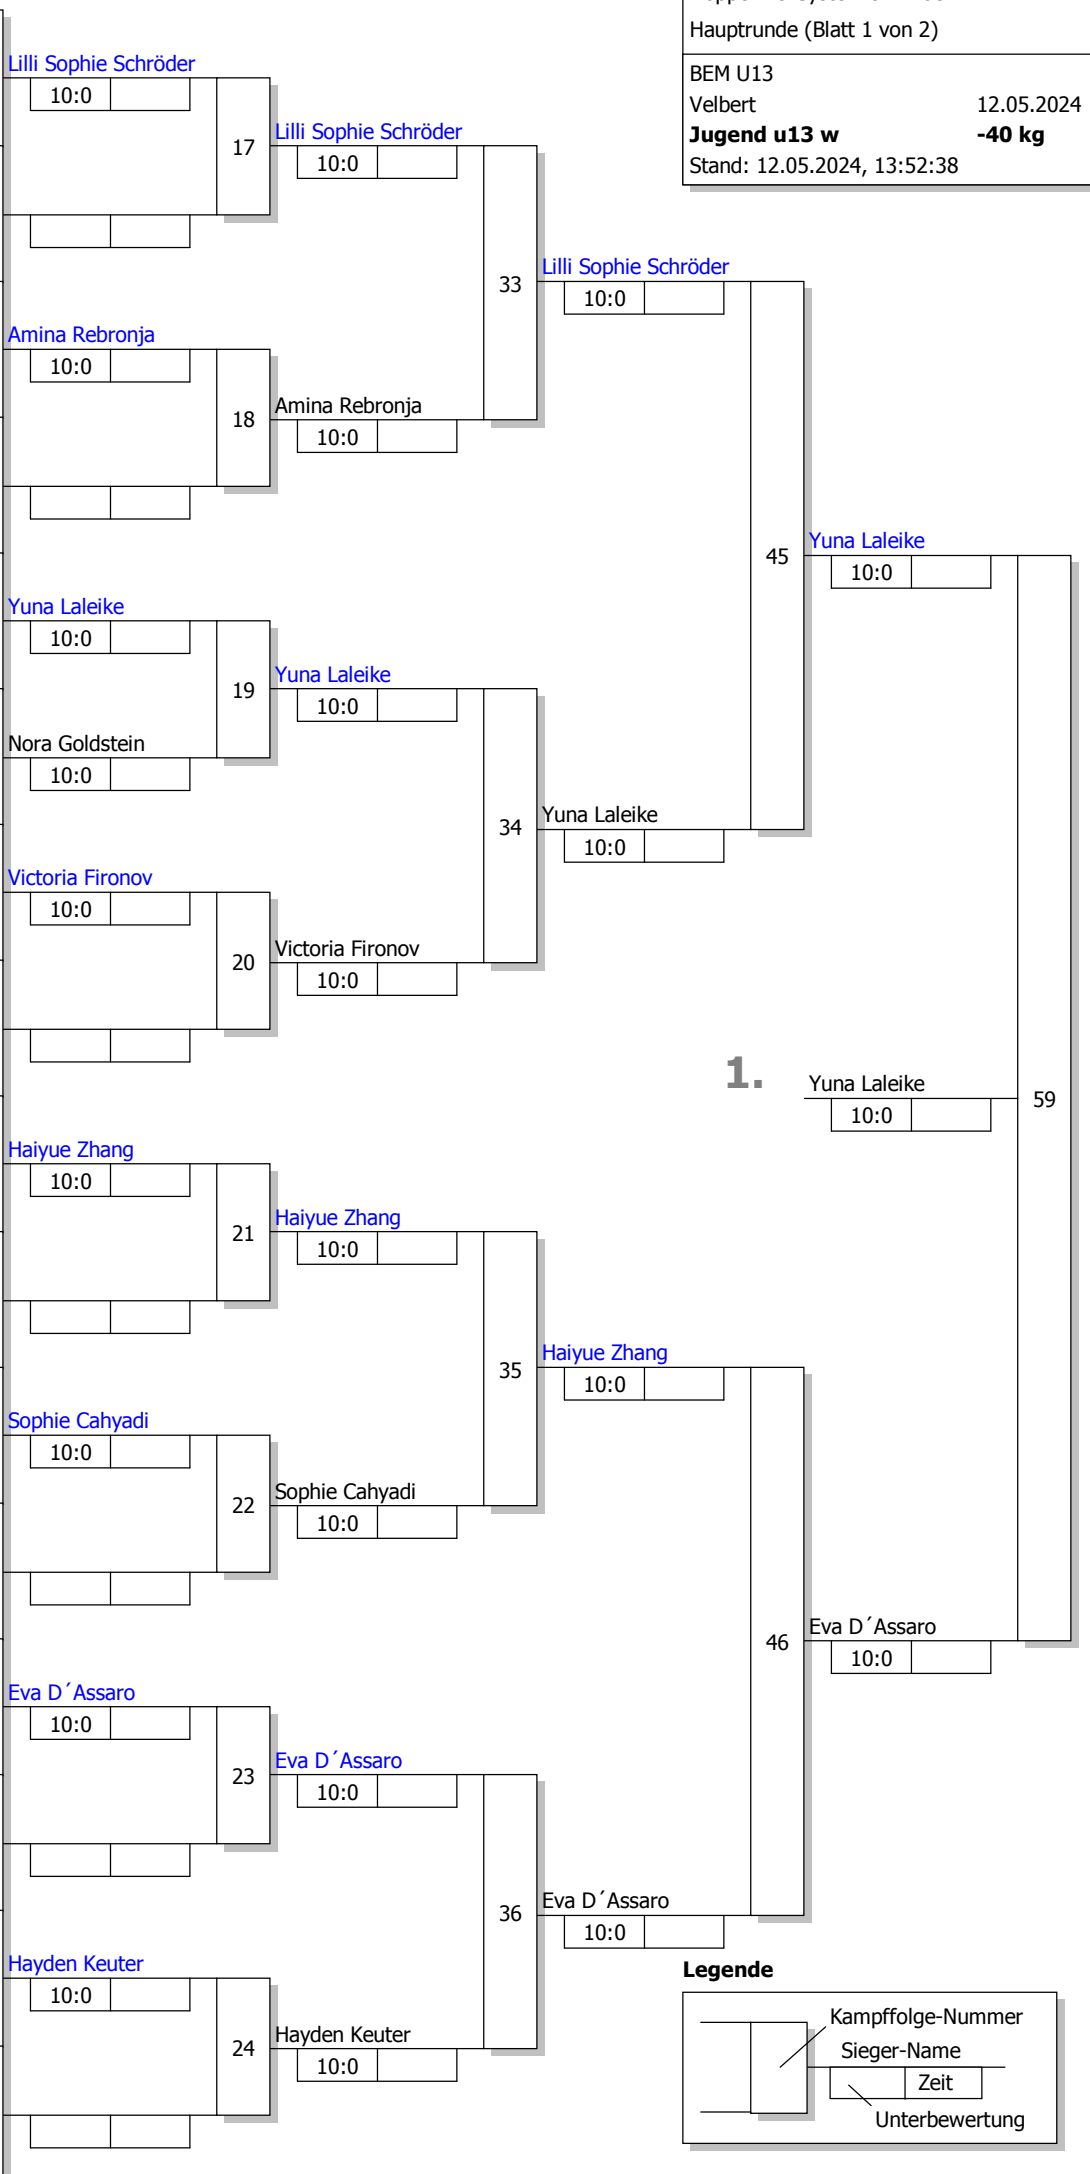 Hauptrunde (Blatt 1 von 2)
BEM U13
Velbert 12.05.2024
Jugend u13 w -40 kg
Stand: 12.05.2024, 13:52:38
Lilli Sophie Schröder
10:0
17
Amina Rebronja
10:0
18
Yuna Laleike
10:0
19
Nora Goldstein
10:0
Victoria Fironov
10:0
20
Haiyue Zhang
10:0
21
Sophie Cahyadi
10:0
22
Eva D´Assaro
10:0
23
Hayden Keuter
10:0
24
Lilli Sophie Schröder
10:0
33
Amina Rebronja
10:0
Yuna Laleike
10:0
34
Victoria Fironov
10:0
Haiyue Zhang
10:0
35
Sophie Cahyadi
10:0
Eva D´Assaro
10:0
36
Hayden Keuter
10:0
Lilli Sophie Schröder
10:0
45
Yuna Laleike
10:0
Haiyue Zhang
10:0
46
Eva D´Assaro
10:0
Yuna Laleike
10:0
1. Yuna Laleike
10:0
59
Eva D´Assaro
10:0
Legende
Kampffolge-Nummer
Sieger-Name
Zeit
Unterbewertung